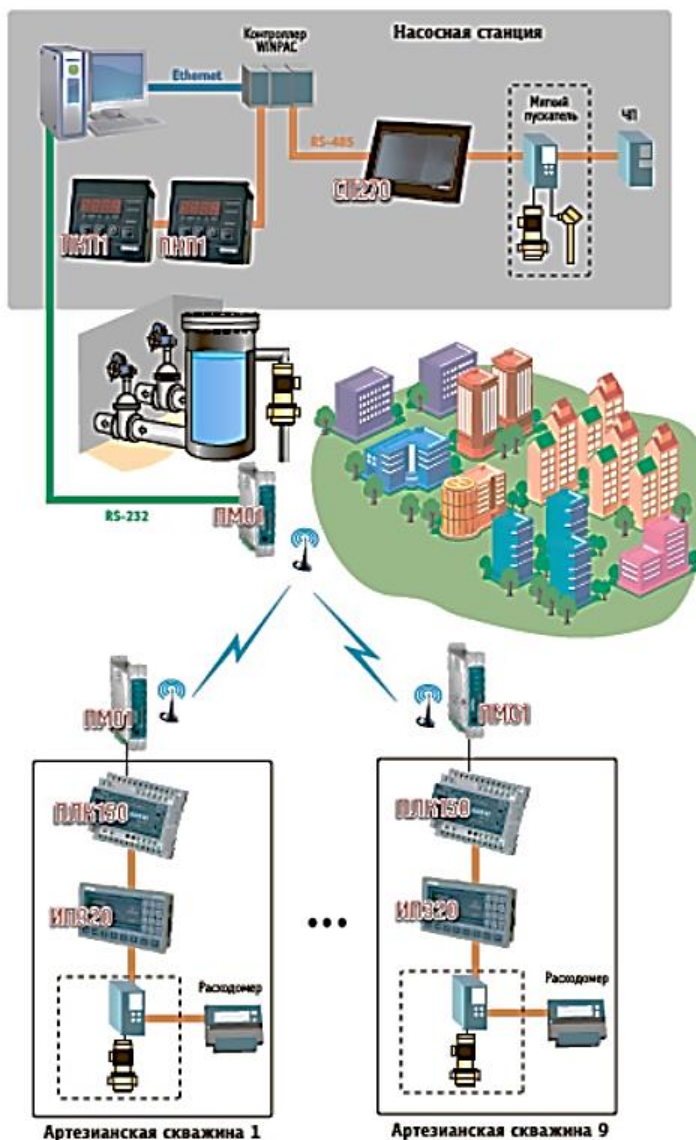 Контроллер
WINPAC
Насосная станция
Ethernet
Мягкий
пускатель
ЧП
RS-485
СП270
ПКП1
ПКП1
RS-232
ПМ01
ПМ01
ПМ01
ПЛК150
ПЛК150
ИП320
ИП320
...
Расходомер
Расходомер
Артезианская скважина 1
Артезианская скважина 9